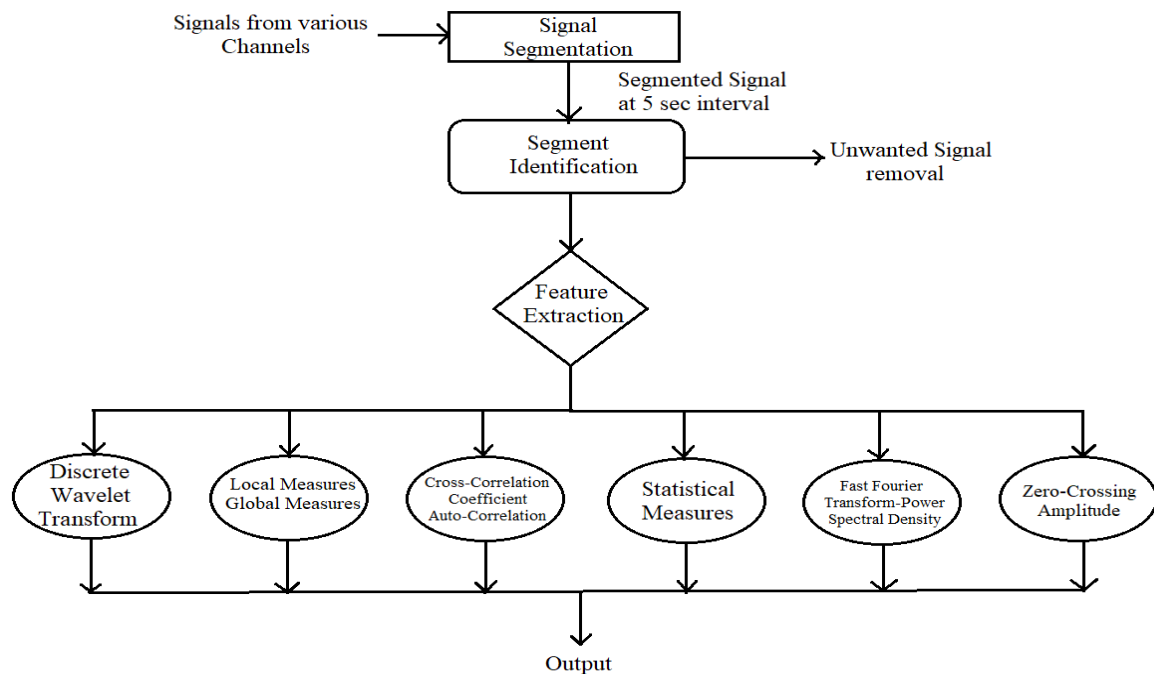 Signals from various
Channels
Signal
Segmentation
Segmented Signal
at 5 sec interval
Segment
Identification
Unwanted Signal
removal
Feature
Extraction
Discrete
Wavelet
Transform
Local Measures
Global Measures
Cross-Correlation
Coefficient
Auto-Correlation
Statistical
Measures
Fast Fourier
Transform-Power
Spectral Density
Zero-Crossing
Amplitude
Output